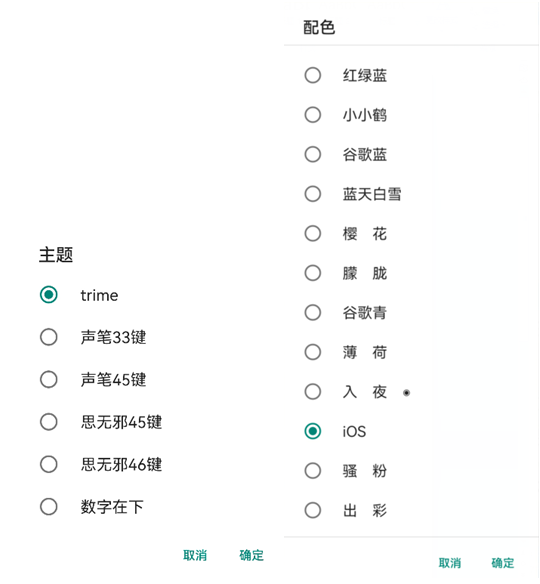 主题
trime
声笔33键
声笔45键
思无邪45键
思无邪46键
数字在下
取消 确定
配色
红绿蓝
小小鹤
谷歌蓝
蓝天白雪
樱 花
朦 胧
谷歌青
薄 荷
入 夜 ◉
iOS
骚 粉
出 彩
取消 确定